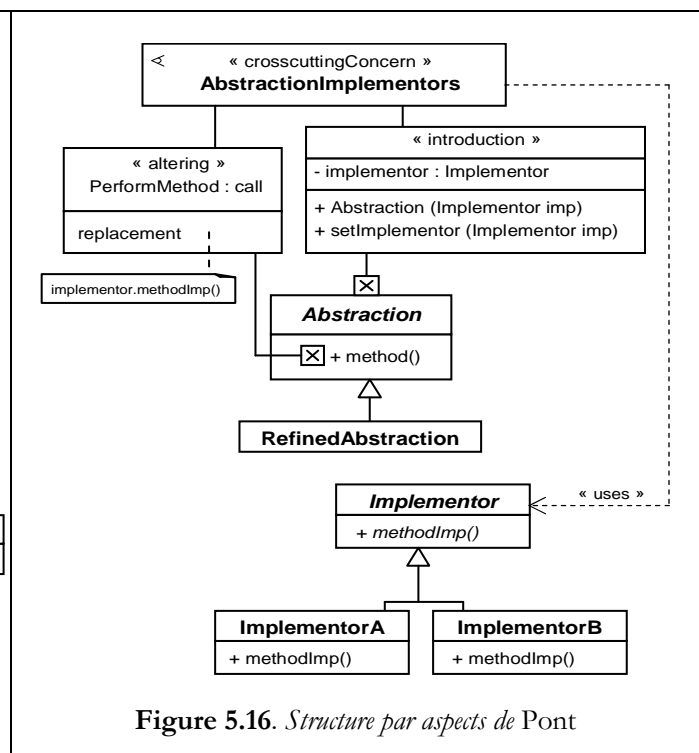 « crosscuttingConcern »
AbstractionImplementors
« altering »
PerformMethod : call
replacement
« introduction »
- implementor : Implementor
+ Abstraction (Implementor imp)
+ setImplementor (Implementor imp)
implementor.methodImp()
Abstraction
+ method()
RefinedAbstraction
Implementor
+ methodImp()
« uses »
ImplementorA
+ methodImp()
ImplementorB
+ methodImp()
Figure 5.16. Structure par aspects de Pont